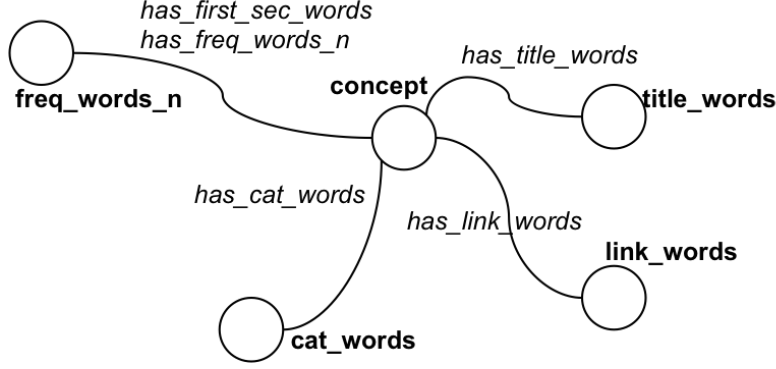 has_first_sec_words
has_freq_words_n
has_title_words
concept
freq_words_n
title_words
has_cat_words
has_link_words
link_words
cat_words